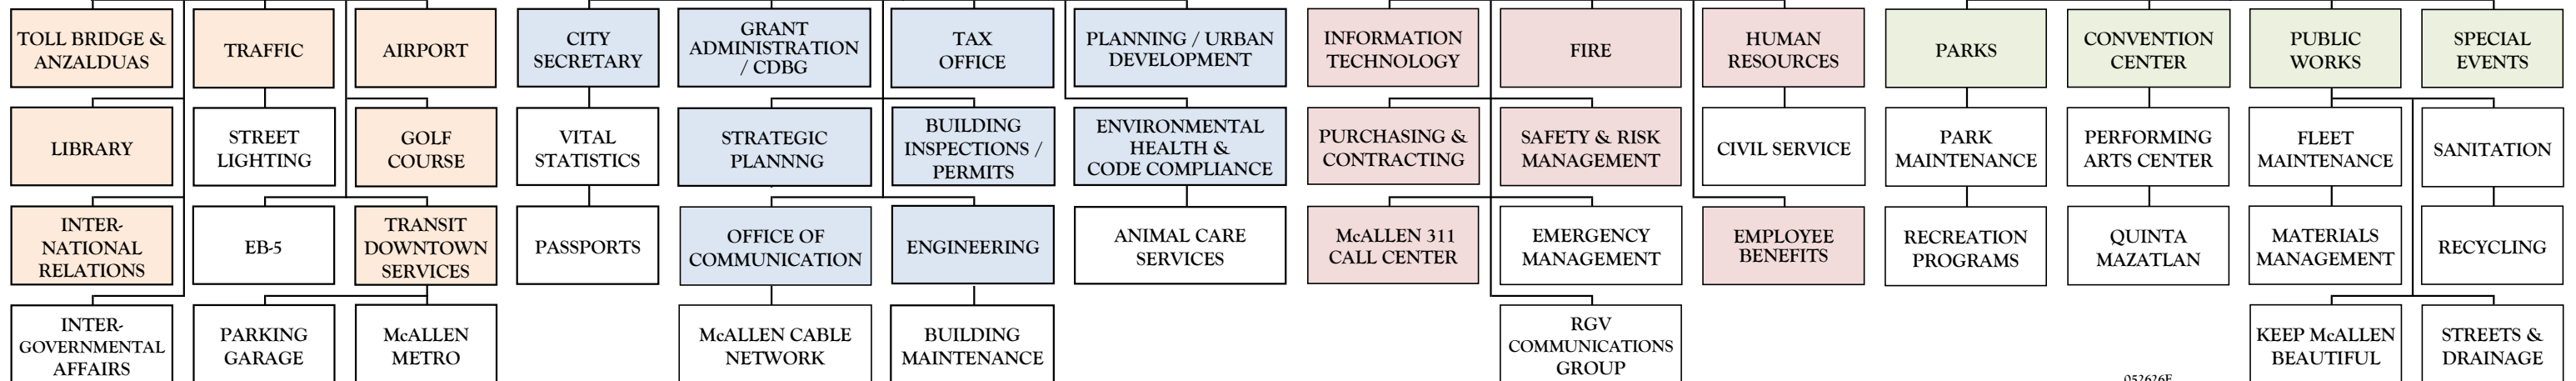 TOLL BRIDGE &
ANZALDUAS
TRAFFIC
AIRPORT
CITY
SECRETARY
GRANT
ADMINISTRATION
/ CDBG
TAX
OFFICE
PLANNING / URBAN
DEVELOPMENT
INFORMATION
TECHNOLOGY
FIRE
HUMAN
RESOURCES
PARKS
CONVENTION
CENTER
PUBLIC
WORKS
SPECIAL
EVENTS
LIBRARY
STREET
LIGHTING
GOLF
COURSE
VITAL
STATISTICS
STRATEGIC
PLANNNG
BUILDING
INSPECTIONS /
PERMITS
ENVIRONMENTAL
HEALTH &
CODE COMPLIANCE
PURCHASING &
CONTRACTING
SAFETY & RISK
MANAGEMENT
CIVIL SERVICE
PARK
MAINTENANCE
PERFORMING
ARTS CENTER
FLEET
MAINTENANCE
SANITATION
INTER-
NATIONAL
RELATIONS
EB-5
TRANSIT
DOWNTOWN
SERVICES
PASSPORTS
OFFICE OF
COMMUNICATION
ENGINEERING
ANIMAL CARE
SERVICES
McALLEN 311
CALL CENTER
EMERGENCY
MANAGEMENT
EMPLOYEE
BENEFITS
RECREATION
PROGRAMS
QUINTA
MAZATLAN
MATERIALS
MANAGEMENT
RECYCLING
INTER-
GOVERNMENTAL
AFFAIRS
PARKING
GARAGE
McALLEN
METRO
McALLEN CABLE
NETWORK
BUILDING
MAINTENANCE
RGV
COMMUNICATIONS
GROUP
KEEP McALLEN
BEAUTIFUL
STREETS &
DRAINAGE